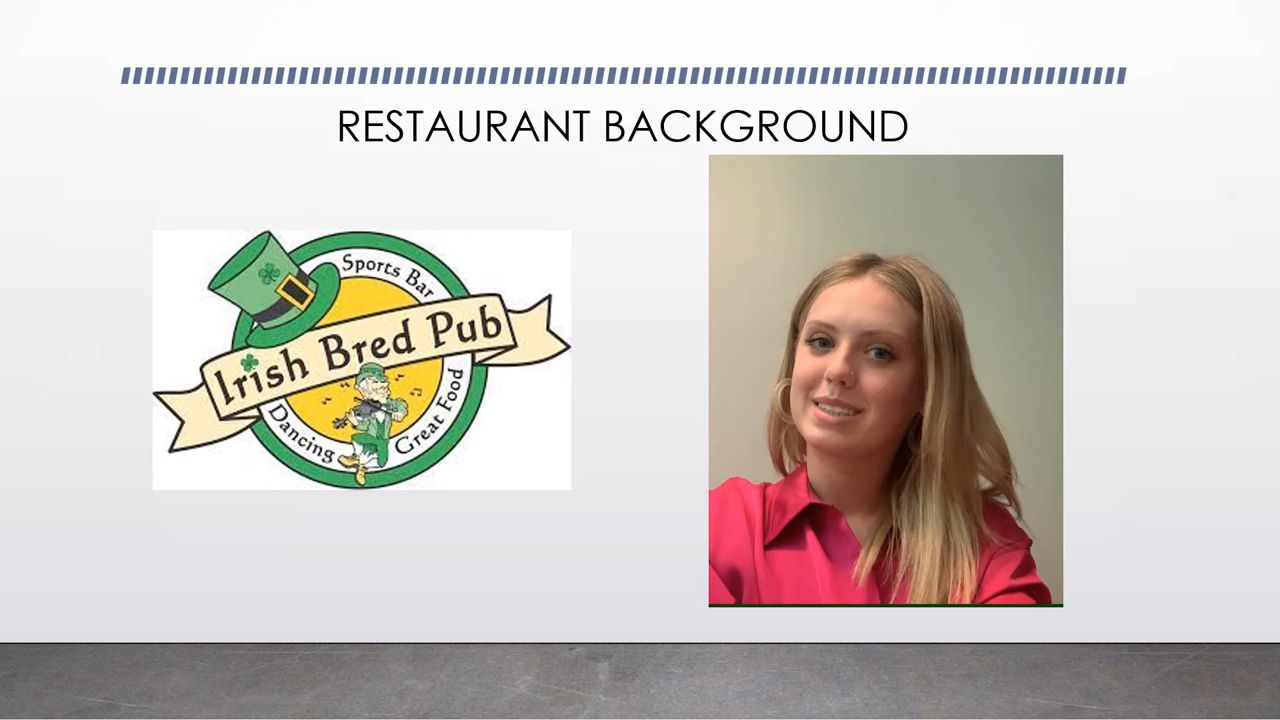 RESTAURANT BACKGROUND
Sports Bar
Irish Bred Pub
Dancing
Great Food